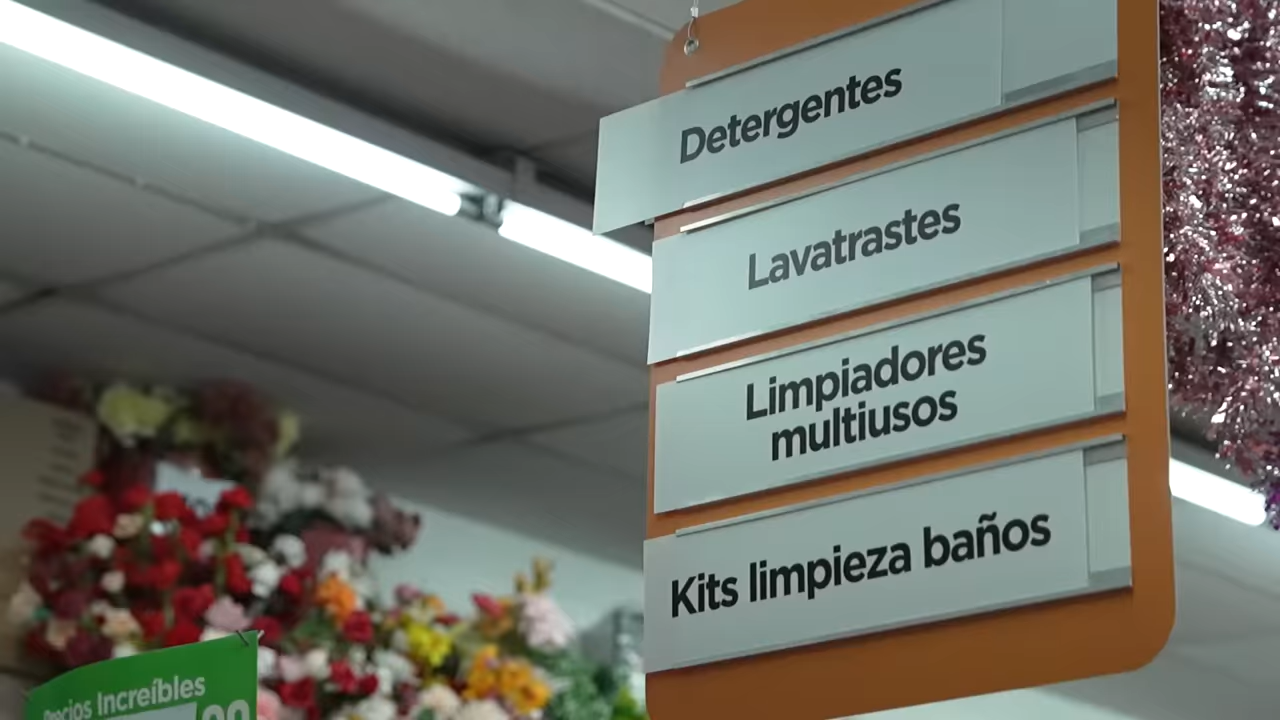 Detergentes
Lavatrastes
Limpiadores
multiusos
Kits limpieza baños
Precios Increíbles